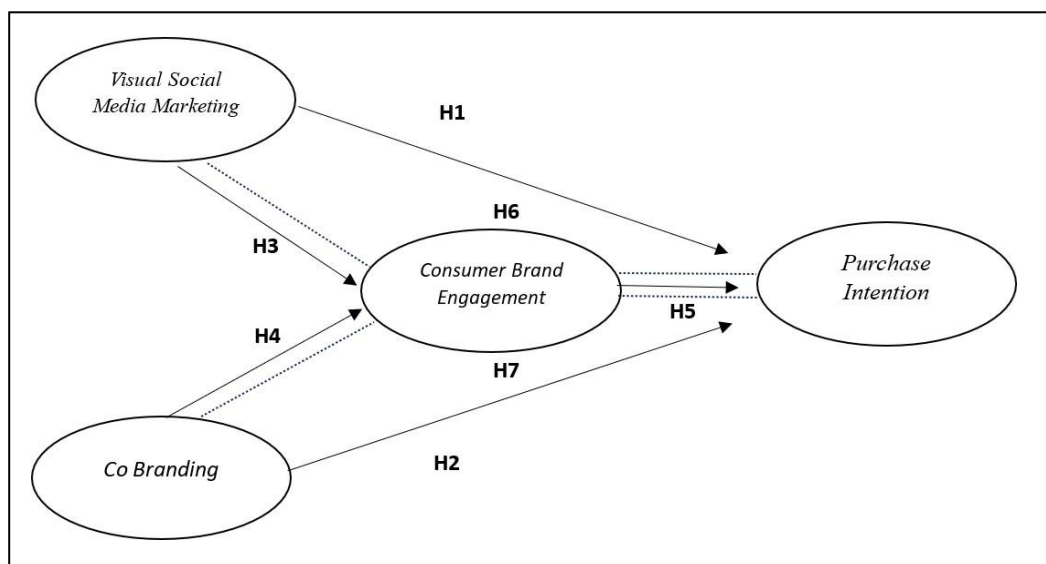 Visual Social
Media Marketing
H1
H6
H3
Consumer Brand
Engagement
Purchase
Intention
H5
H4
H7
Co Branding
H2